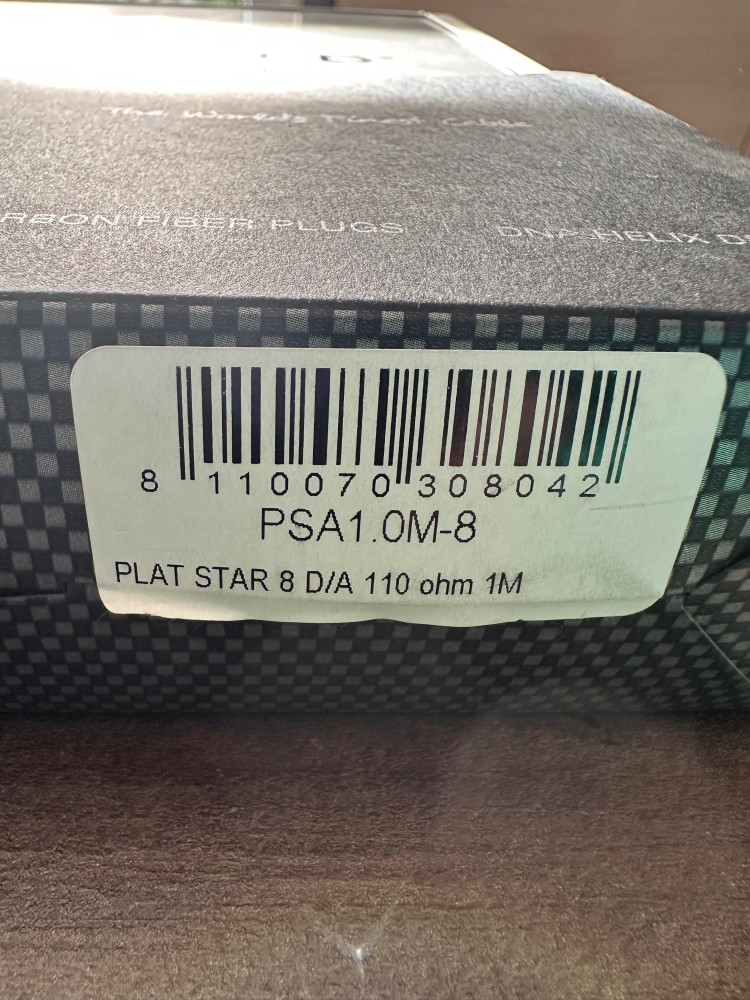 The World's Finest Cable
RBON FIBER PLUGS | DNA HELIX D
8 110070 308042
PSA1.0M-8
PLAT STAR 8 D/A 110 ohm 1M